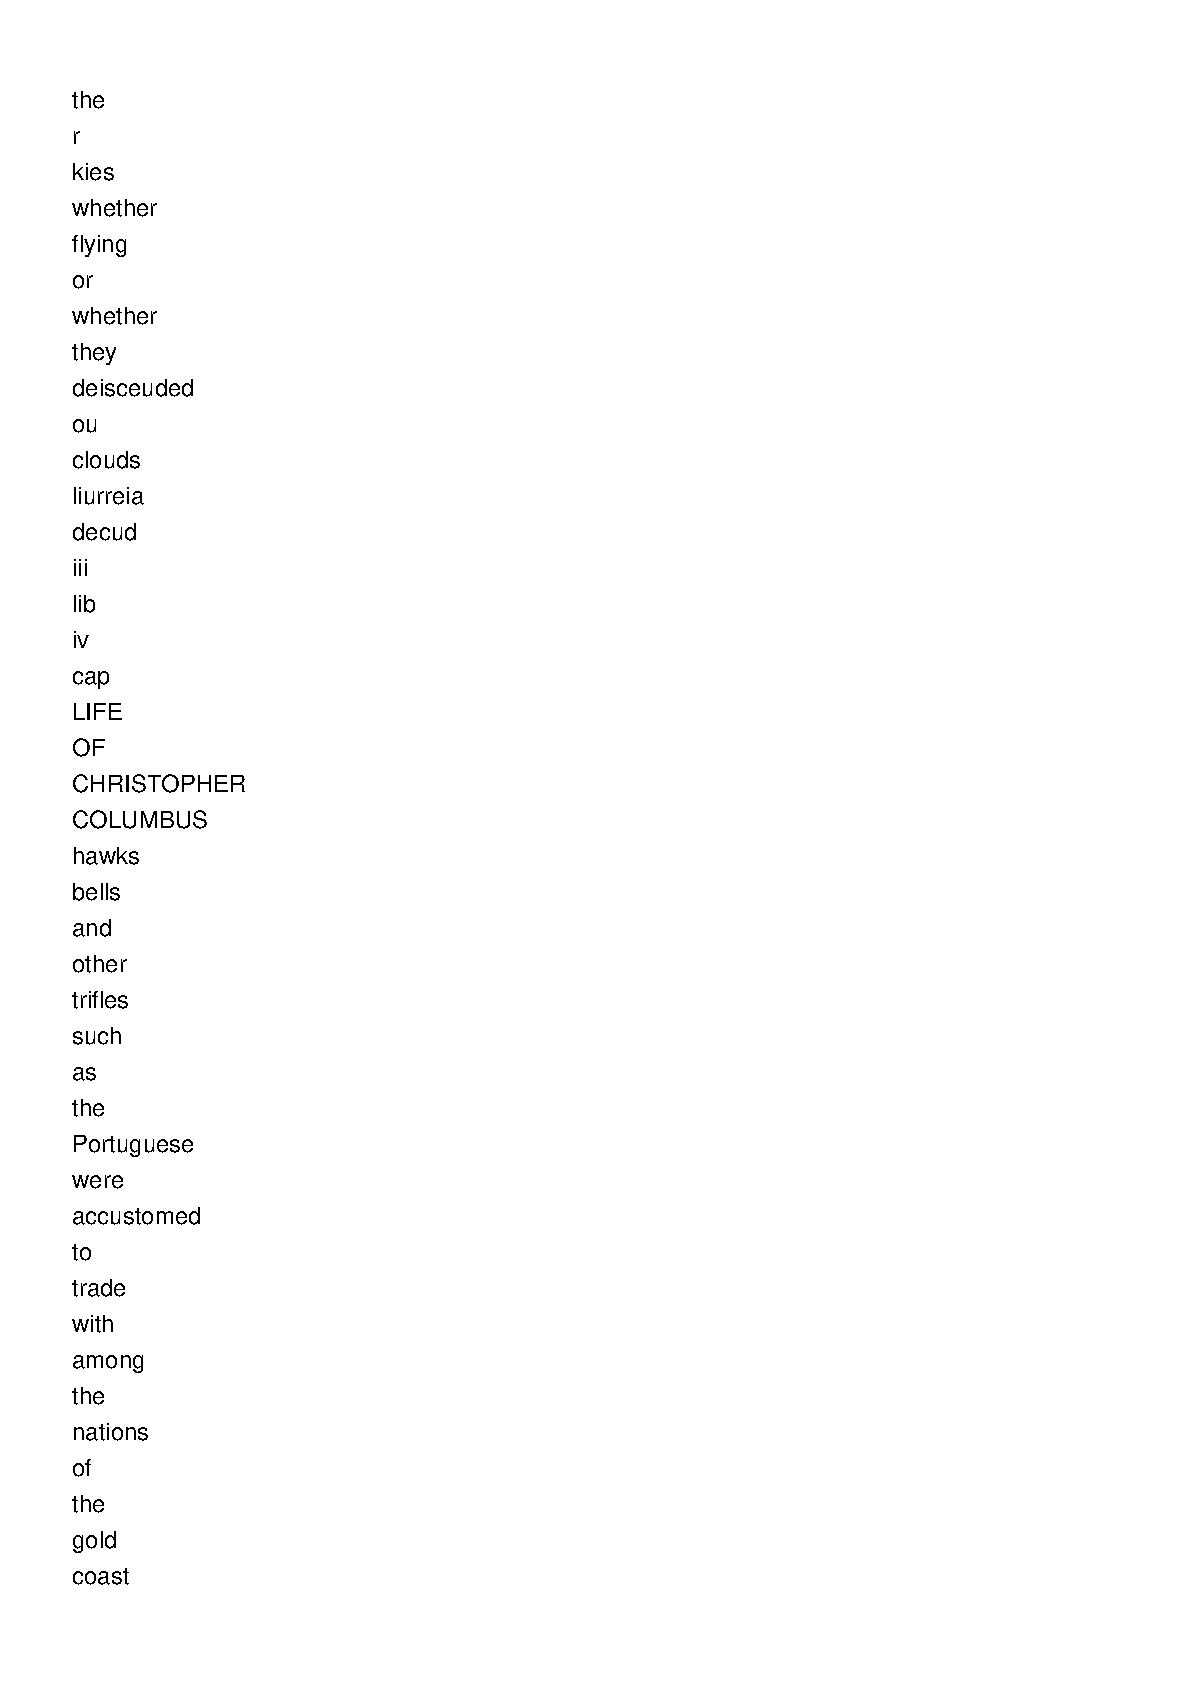 the
r
kies
whether
flying
or
whether
they
deisceuded
ou
clouds
liurreia
decud
iii
lib
iv
cap
LIFE
OF
CHRISTOPHER
COLUMBUS
hawks
bells
and
other
trifles
such
as
the
Portuguese
were
accustomed
to
trade
with
among
the
nations
of
the
gold
coast